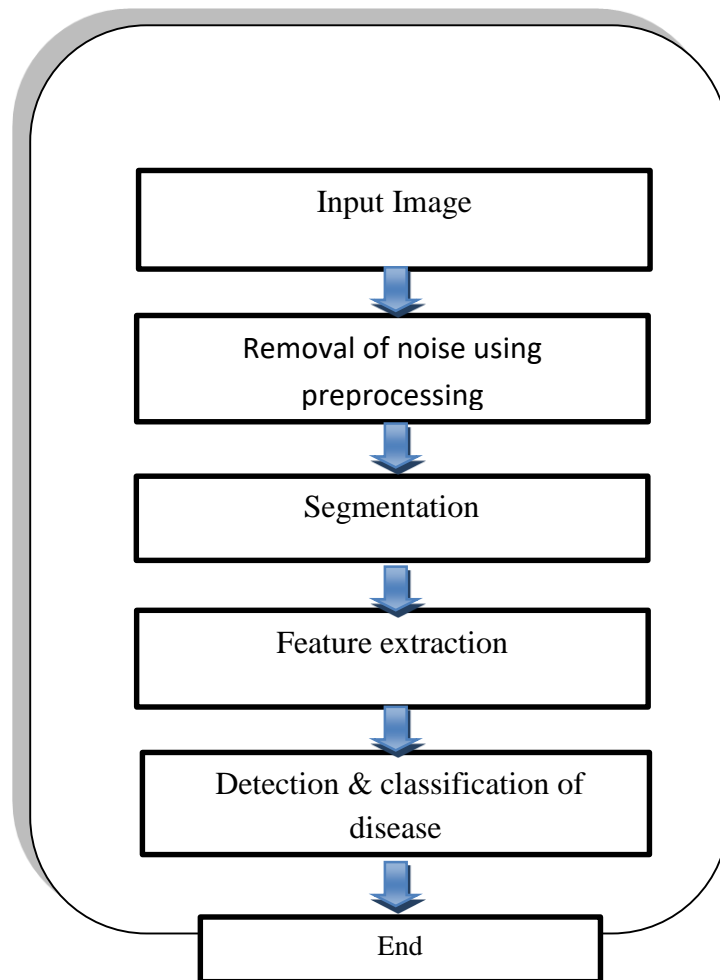 Input Image
Removal of noise using
preprocessing
Segmentation
Feature extraction
Detection & classification of
disease
End